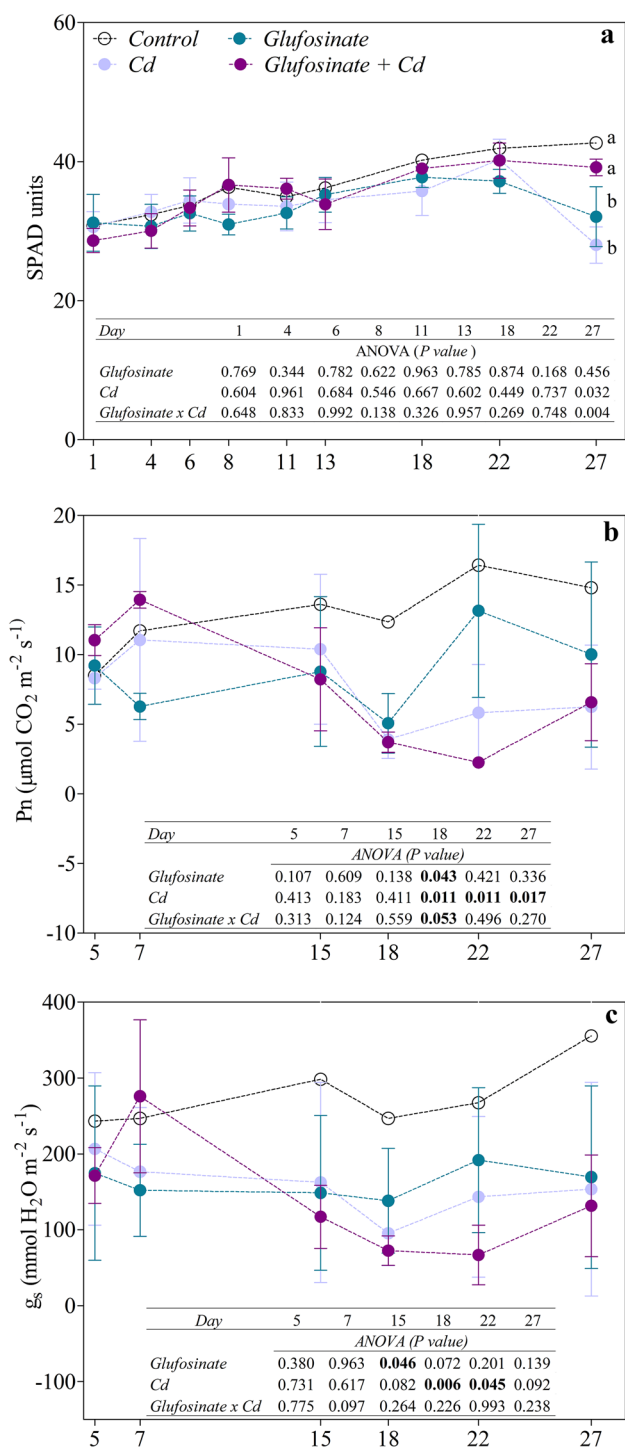 60
a
Control
Glufosinate
Cd
Glufosinate + Cd
40
a
a
b
b
SPAD units
20
Day 1 4 6 8 11 13 18 22 27
ANOVA (P value )
Glufosinate 0.769 0.344 0.782 0.622 0.963 0.785 0.874 0.168 0.456
Cd 0.604 0.961 0.684 0.546 0.667 0.602 0.449 0.737 0.032
Glufosinate x Cd 0.648 0.833 0.992 0.138 0.326 0.957 0.269 0.748 0.004
0
1 4 6 8 11 13 18 22 27
20
b
15
10
5
Pn (µmol CO₂ m⁻² s⁻¹)
0
Day 5 7 15 18 22 27
ANOVA (P value)
-5
Glufosinate 0.107 0.609 0.138 0.043 0.421 0.336
Cd 0.413 0.183 0.411 0.011 0.011 0.017
Glufosinate x Cd 0.313 0.124 0.559 0.053 0.496 0.270
-10
5 7 15 18 22 27
400
c
300
200
gₛ (mmol H₂O m⁻² s⁻¹)
100
0
Day 5 7 15 18 22 27
ANOVA (P value)
Glufosinate 0.380 0.963 0.046 0.072 0.201 0.139
-100
Cd 0.731 0.617 0.082 0.006 0.045 0.092
Glufosinate x Cd 0.775 0.097 0.264 0.226 0.993 0.238
5 7 15 18 22 27